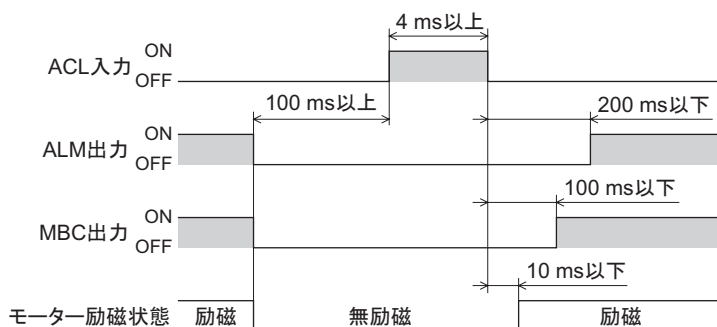 4 ms以上
ON
ACL入力
OFF
100 ms以上
200 ms以下
ON
ALM出力
OFF
100 ms以下
ON
MBC出力
OFF
10 ms以下
モーター励磁状態 励磁 無励磁 励磁